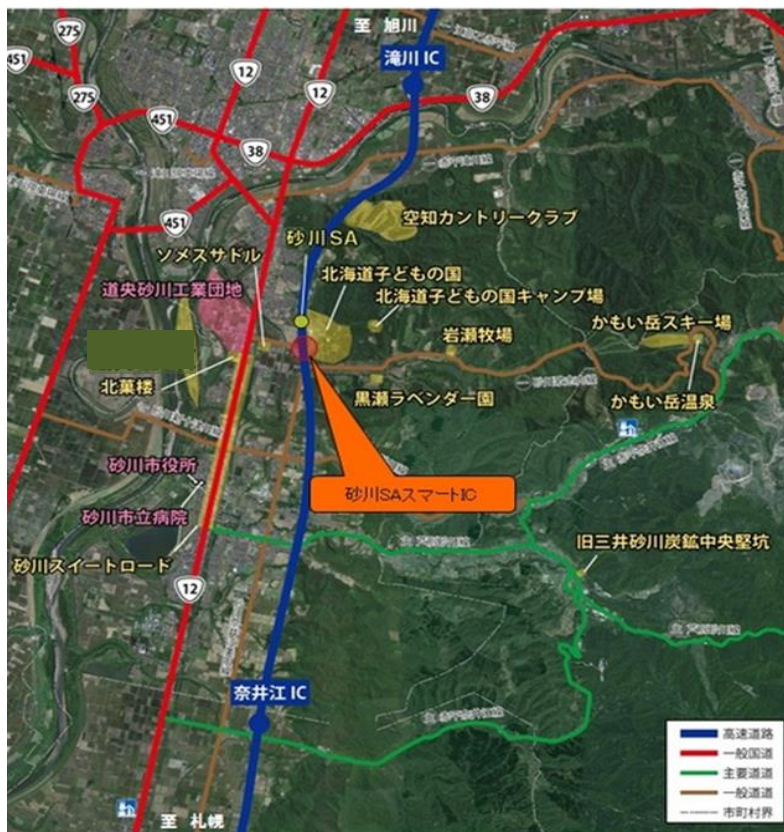 至 旭川
275
451
12
12
滝川 IC
275
451
38
38
451
空知カントリークラブ
砂川 SA
ソメスサドル
北海道子どもの国
道央砂川工業団地
北海道子どもの国キャンプ場
かもい岳スキー場
岩瀬牧場
北菓楼
黒瀬ラベンダー園
かもい岳温泉
砂川市役所
砂川SAスマートIC
砂川市立病院
砂川スイートロード
旧三井砂川炭鉱中央竪坑
12
奈井江 IC
高速道路
一般国道
主要道道
一般道道
市町村界
至 札幌